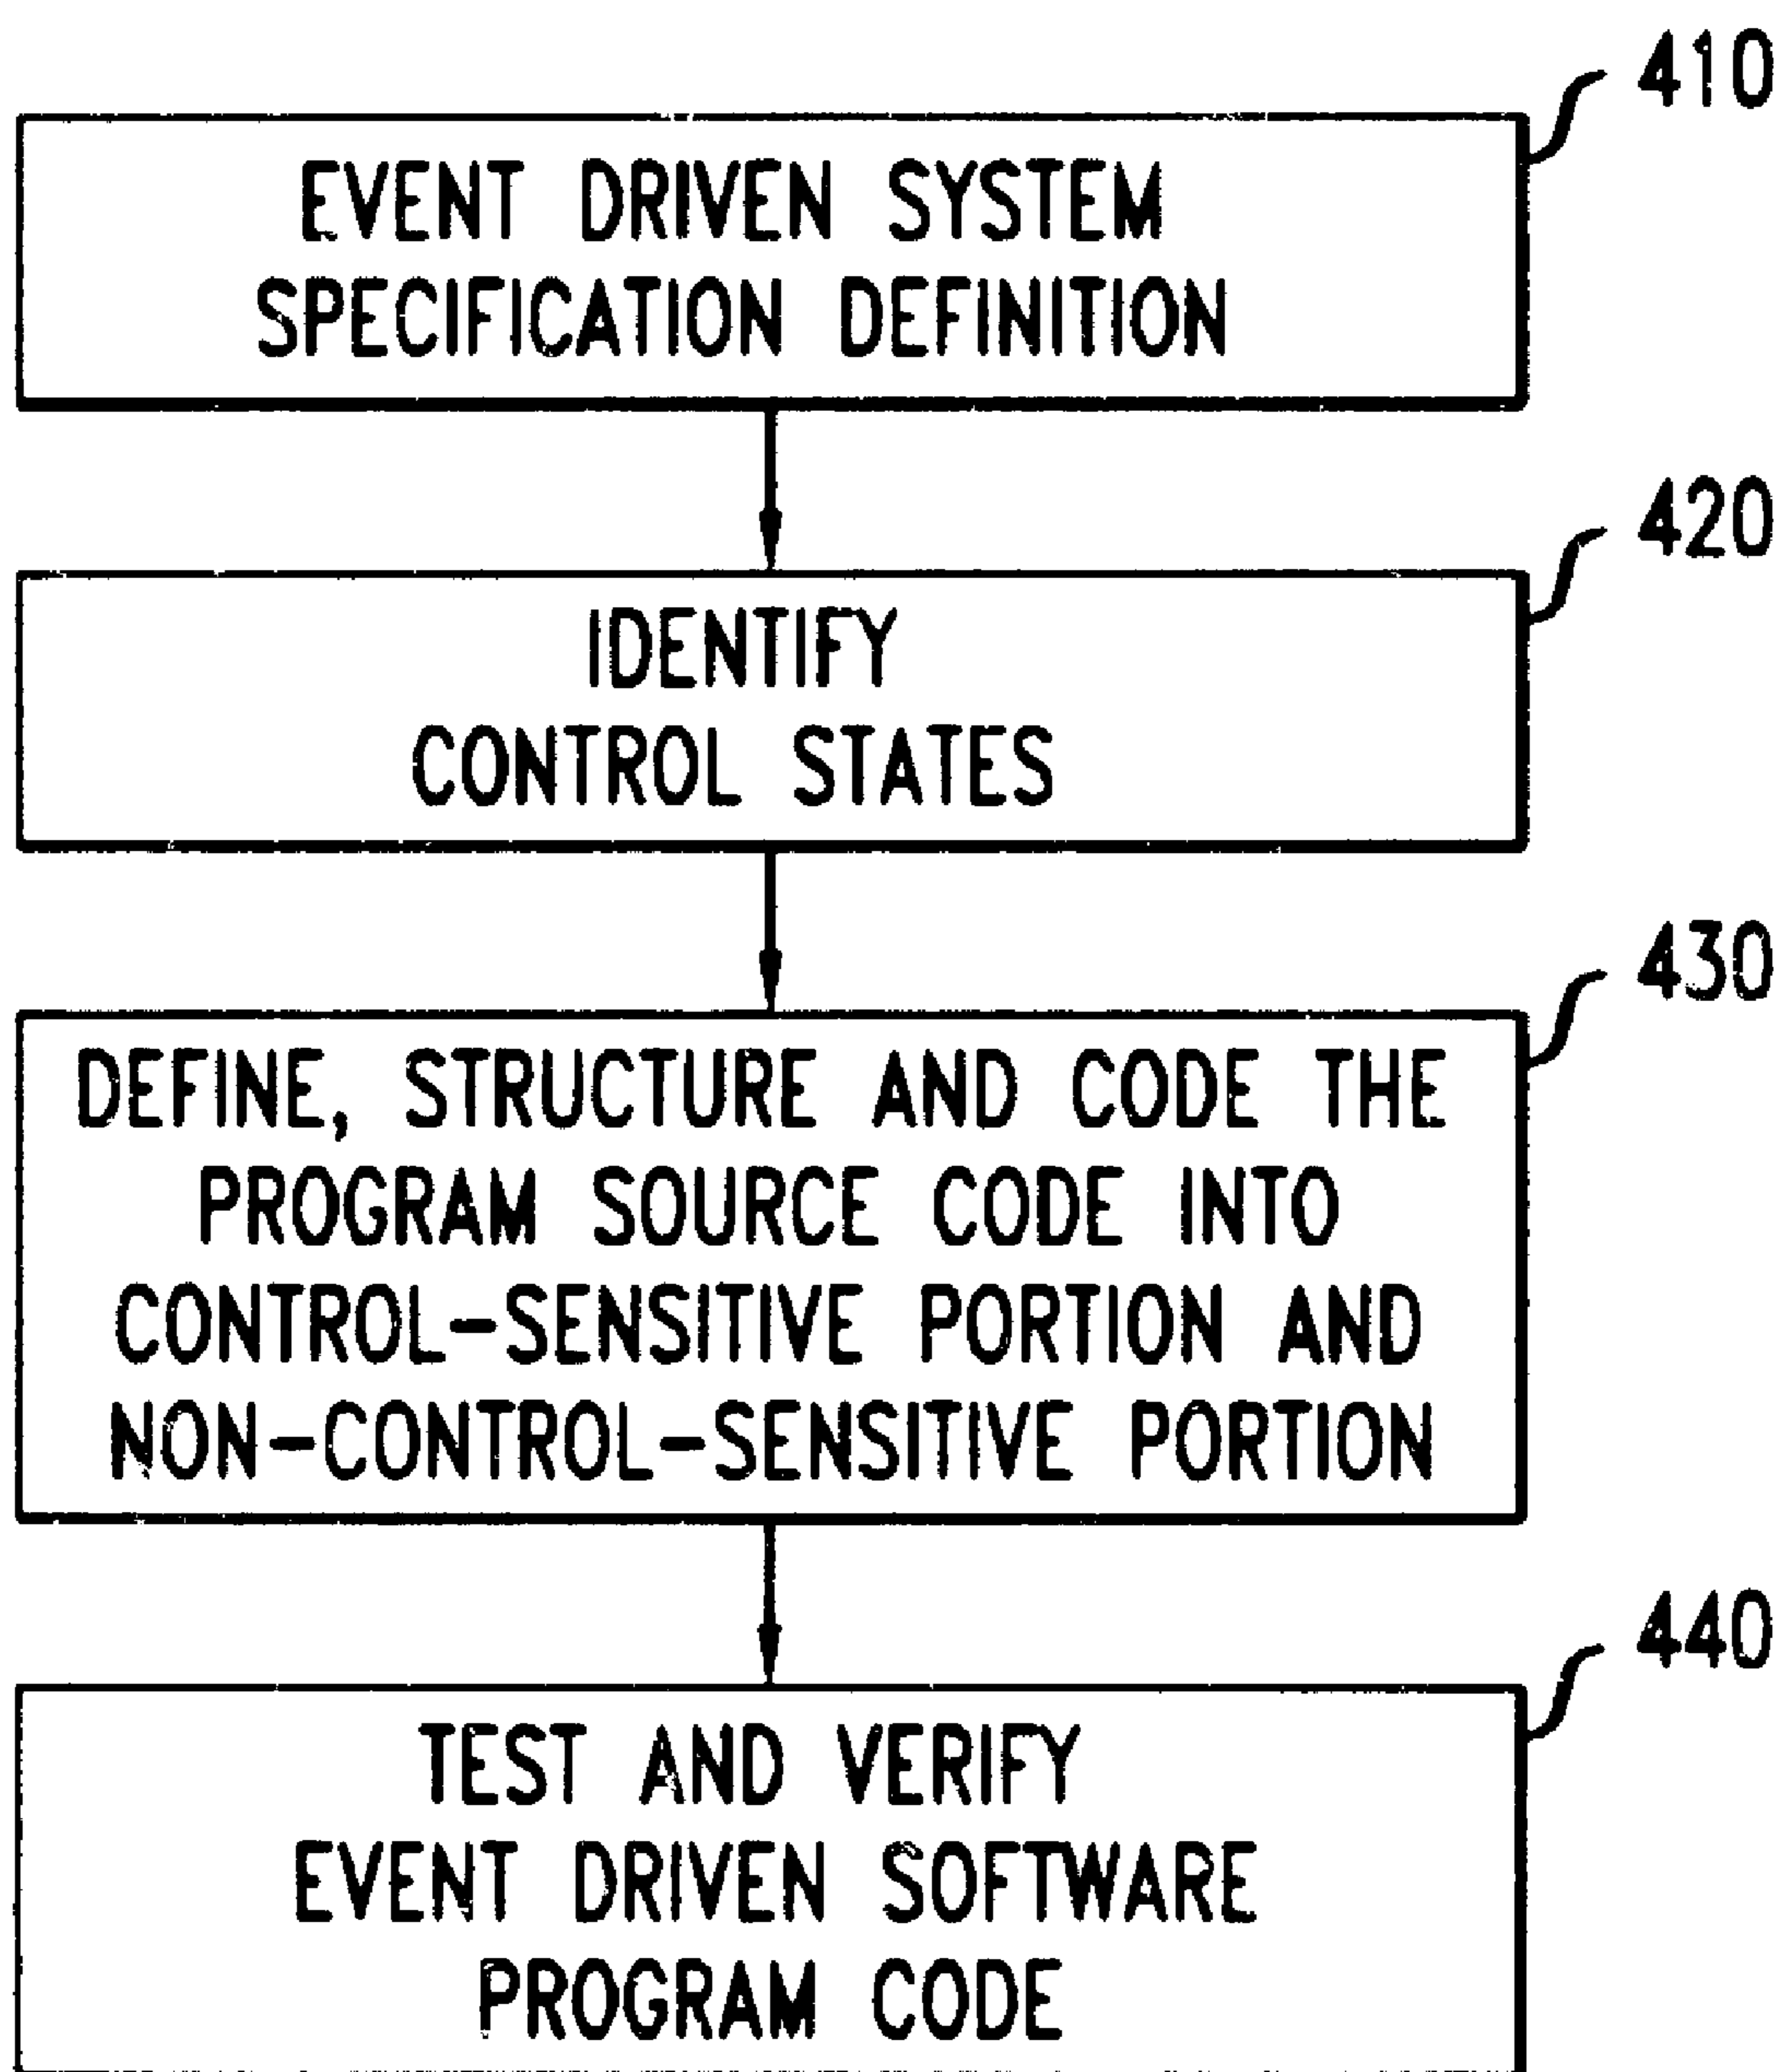 410
EVENT DRIVEN SYSTEM
SPECIFICATION DEFINITION
420
IDENTIFY
CONTROL STATES
430
DEFINE, STRUCTURE AND CODE THE
PROGRAM SOURCE CODE INTO
CONTROL-SENSITIVE PORTION AND
NON-CONTROL-SENSITIVE PORTION
440
TEST AND VERIFY
EVENT DRIVEN SOFTWARE
PROGRAM CODE